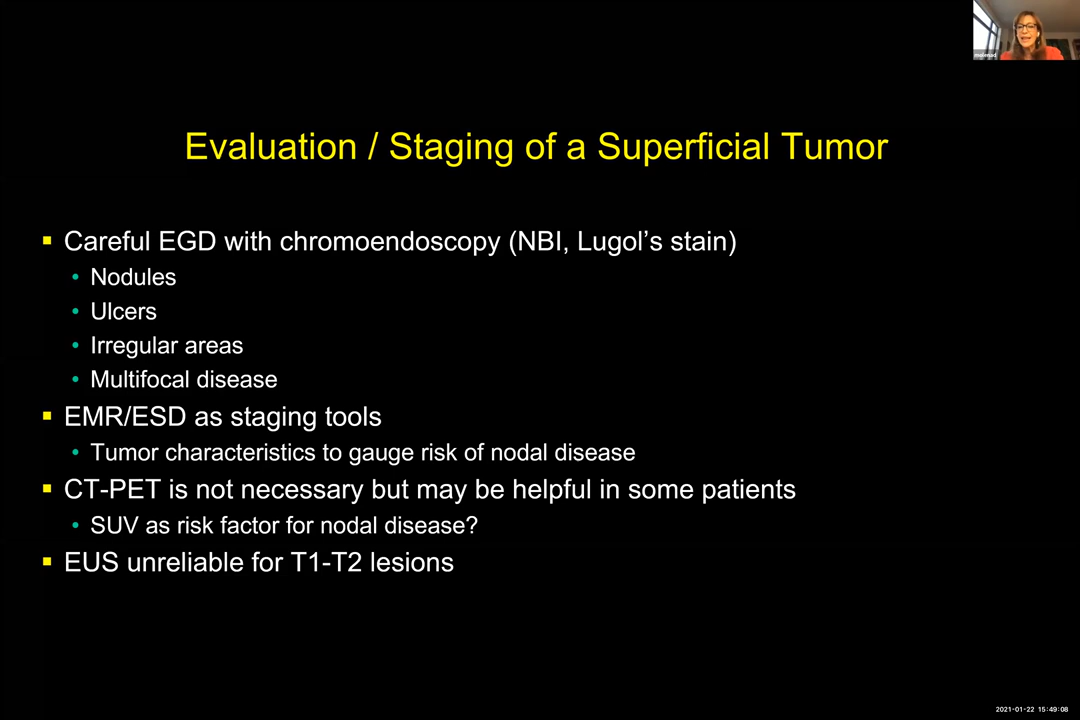 Evaluation / Staging of a Superficial Tumor
▪ Careful EGD with chromoendoscopy (NBI, Lugol’s stain)
• Nodules
• Ulcers
• Irregular areas
• Multifocal disease
▪ EMR/ESD as staging tools
• Tumor characteristics to gauge risk of nodal disease
▪ CT-PET is not necessary but may be helpful in some patients
• SUV as risk factor for nodal disease?
▪ EUS unreliable for T1-T2 lesions
2021-01-22 15:49:08